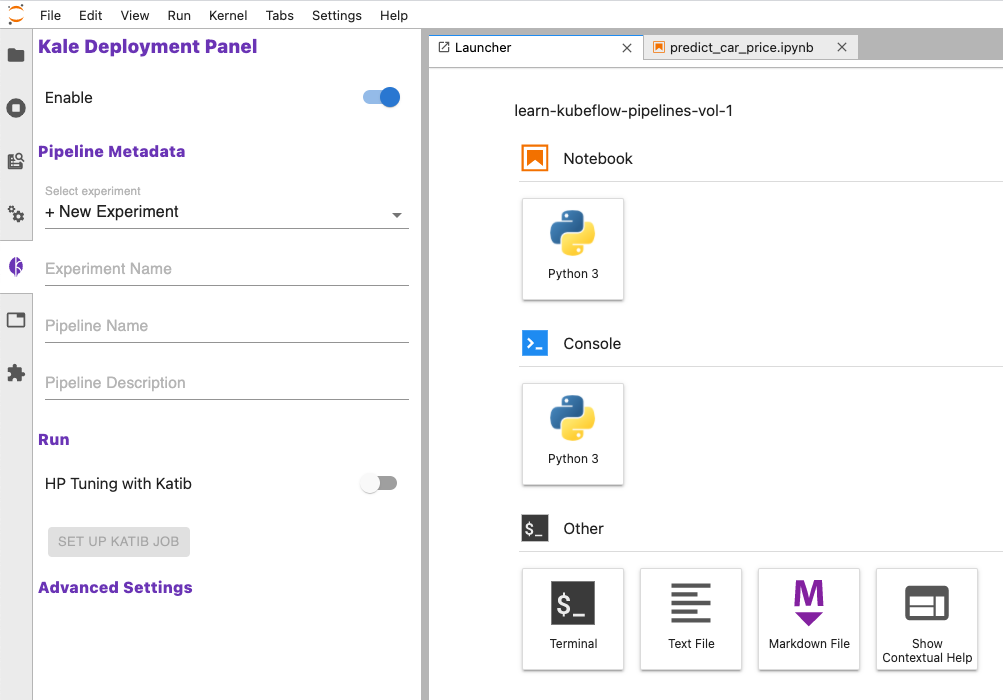 File Edit View Run Kernel Tabs Settings Help
Kale Deployment Panel
Enable
Pipeline Metadata
Select experiment
+ New Experiment
Experiment Name
Pipeline Name
Pipeline Description
Run
HP Tuning with Katib
SET UP KATIB JOB
Advanced Settings
Launcher
predict_car_price.ipynb
learn-kubeflow-pipelines-vol-1
Notebook
Python 3
Console
Python 3
$_ Other
$_
Terminal
Text File
M
Markdown File
Show
Contextual Help